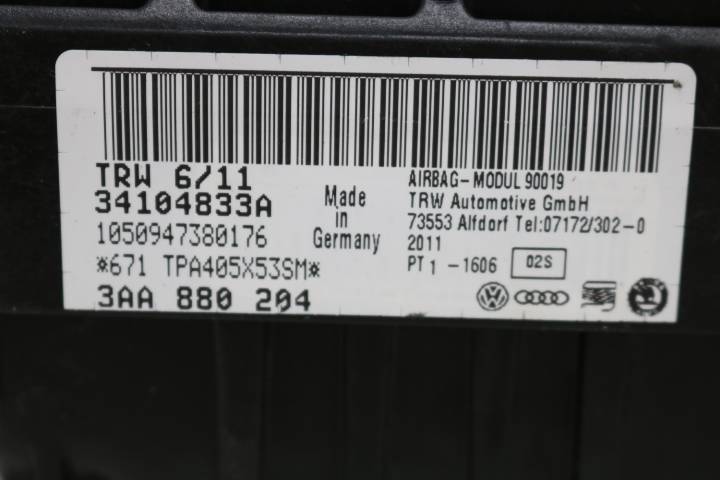 TRW 6/11
34104833A
1050947380176
*671 TPA405X53SM*
3AA 880 204
Made
in
Germany
AIRBAG-MODUL 90019
TRW Automotive GmbH
73553 Alfdorf Tel:07172/302-0
2011
PT 1 -1606 02S